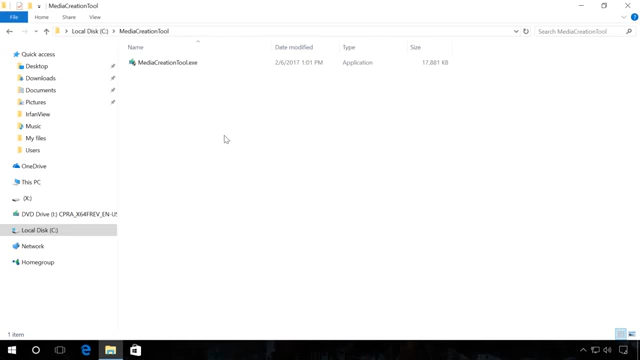 MediaCreationTool
File Home Share View
Local Disk (C:) MediaCreationTool
Search MediaCreationTool
Name Date modified Type Size
MediaCreationTool.exe 2/6/2017 1:01 PM Application 17,881 KB
Quick access
Desktop
Downloads
Documents
Pictures
IrfanView
Music
My files
Users
OneDrive
This PC
(X:)
DVD Drive (I:) CPRA_X64FREV_EN-US
Local Disk (C:)
Network
Homegroup
1 item